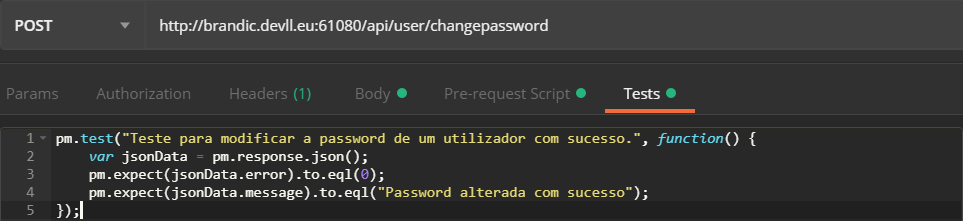 POST http://brandic.devll.eu:61080/api/user/changepassword
Params Authorization Headers (1) Body Pre-request Script Tests
1 pm.test("Teste para modificar a password de um utilizador com sucesso.", function() {
2 var jsonData = pm.response.json();
3 pm.expect(jsonData.error).to.eql(0);
4 pm.expect(jsonData.message).to.eql("Password alterada com sucesso");
5 });